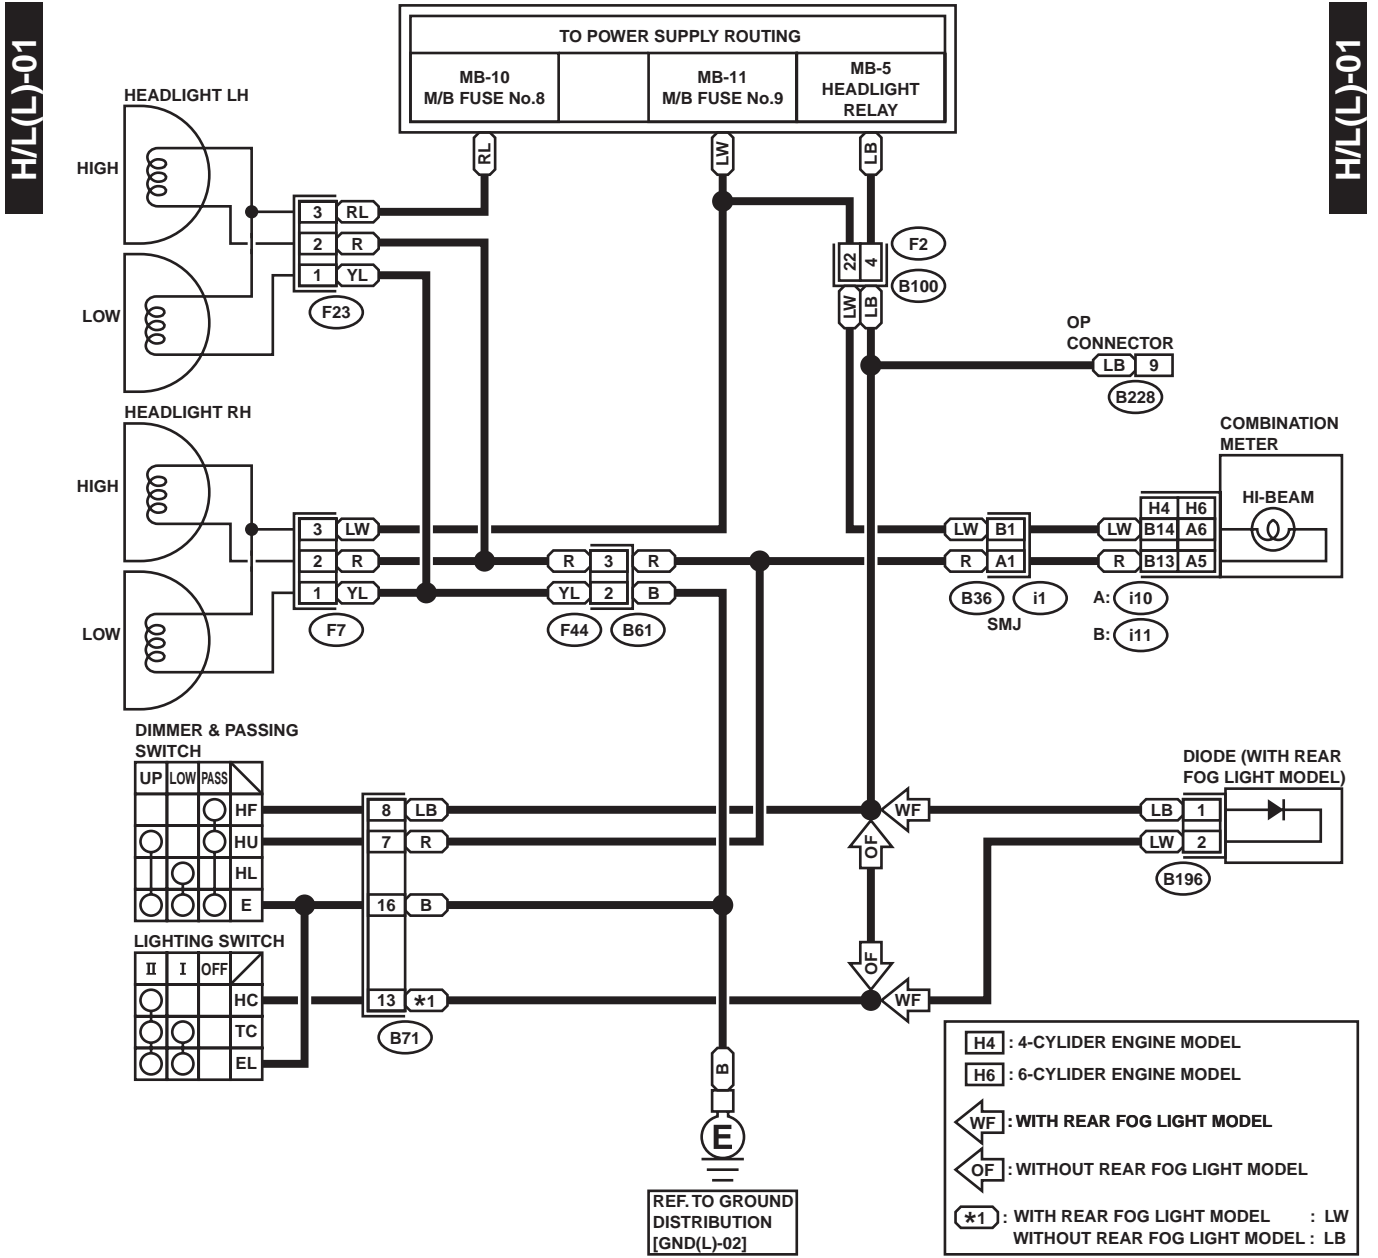 H/L(L)-01
H/L(L)-01
TO POWER SUPPLY ROUTING
MB-10
M/B FUSE No.8
MB-11
M/B FUSE No.9
MB-5
HEADLIGHT
RELAY
RL
LW
LB
HEADLIGHT LH
HIGH
LOW
3 RL
2 R
1 YL
F23
22 4
F2
B100
LW LB
OP
CONNECTOR
LB 9
B228
HEADLIGHT RH
HIGH
LOW
3 LW
2 R
1 YL
F7
R 3 R
YL 2 B
F44 B61
COMBINATION
METER
HI-BEAM
H4 H6
LW B1 LW B14 A6
R A1 R B13 A5
B36 i1
SMJ
A: i10
B: i11
DIMMER & PASSING
SWITCH
UP LOW PASS
HF
HU
HL
E
8 LB
7 R
16 B
13 *1
B71
LIGHTING SWITCH
II I OFF
HC
TC
EL
WF
OF
OF
WF
DIODE (WITH REAR
FOG LIGHT MODEL)
LB 1
LW 2
B196
B
E
REF. TO GROUND
DISTRIBUTION
[GND(L)-02]
H4 : 4-CYLIDER ENGINE MODEL
H6 : 6-CYLIDER ENGINE MODEL
WF : WITH REAR FOG LIGHT MODEL
OF : WITHOUT REAR FOG LIGHT MODEL
*1 : WITH REAR FOG LIGHT MODEL : LW
WITHOUT REAR FOG LIGHT MODEL : LB